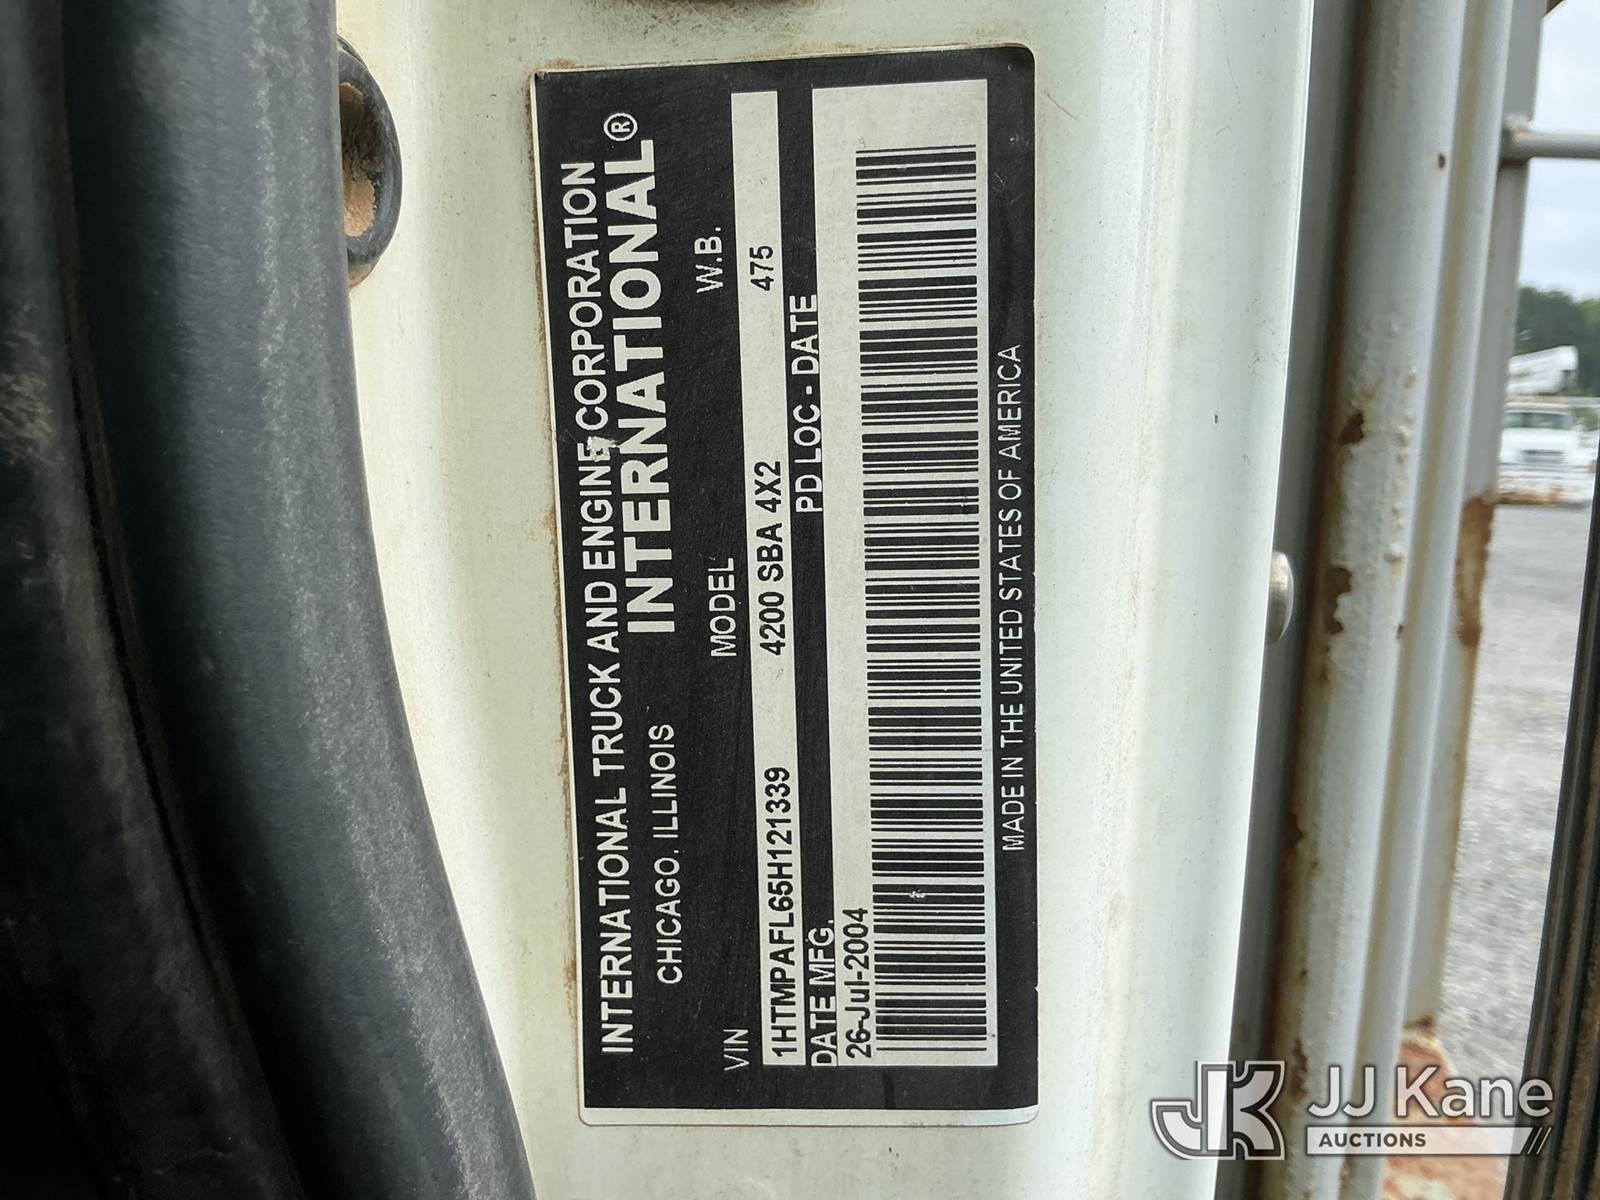 INTERNATIONAL TRUCK AND ENGINE CORPORATION
CHICAGO, ILLINOIS INTERNATIONAL®
VIN MODEL W.B.
1HTMPAFL65H121339 4200 SBA 4X2 475
DATE MFG. PD LOC - DATE
26-Jul-2004
MADE IN THE UNITED STATES OF AMERICA
JK JJ Kane
AUCTIONS